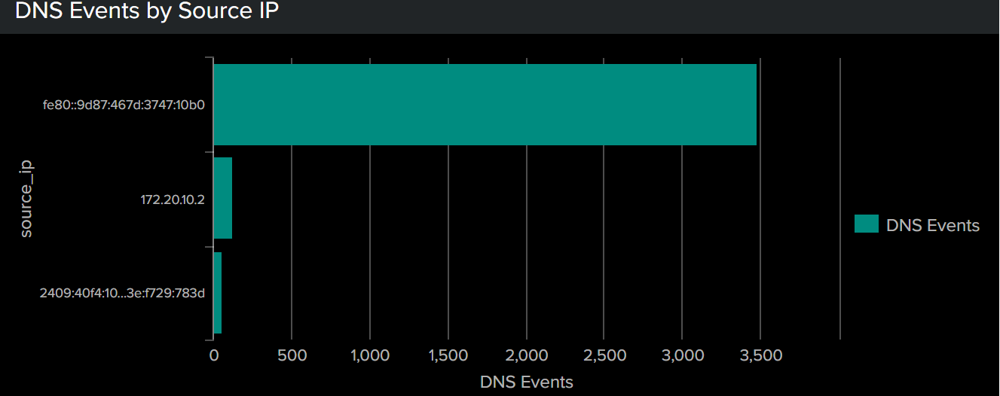 DNS Events by Source IP
source_ip
fe80::9d87:467d:3747:10b0
172.20.10.2
2409:40f4:10...3e:f729:783d
0 500 1,000 1,500 2,000 2,500 3,000 3,500
DNS Events
DNS Events